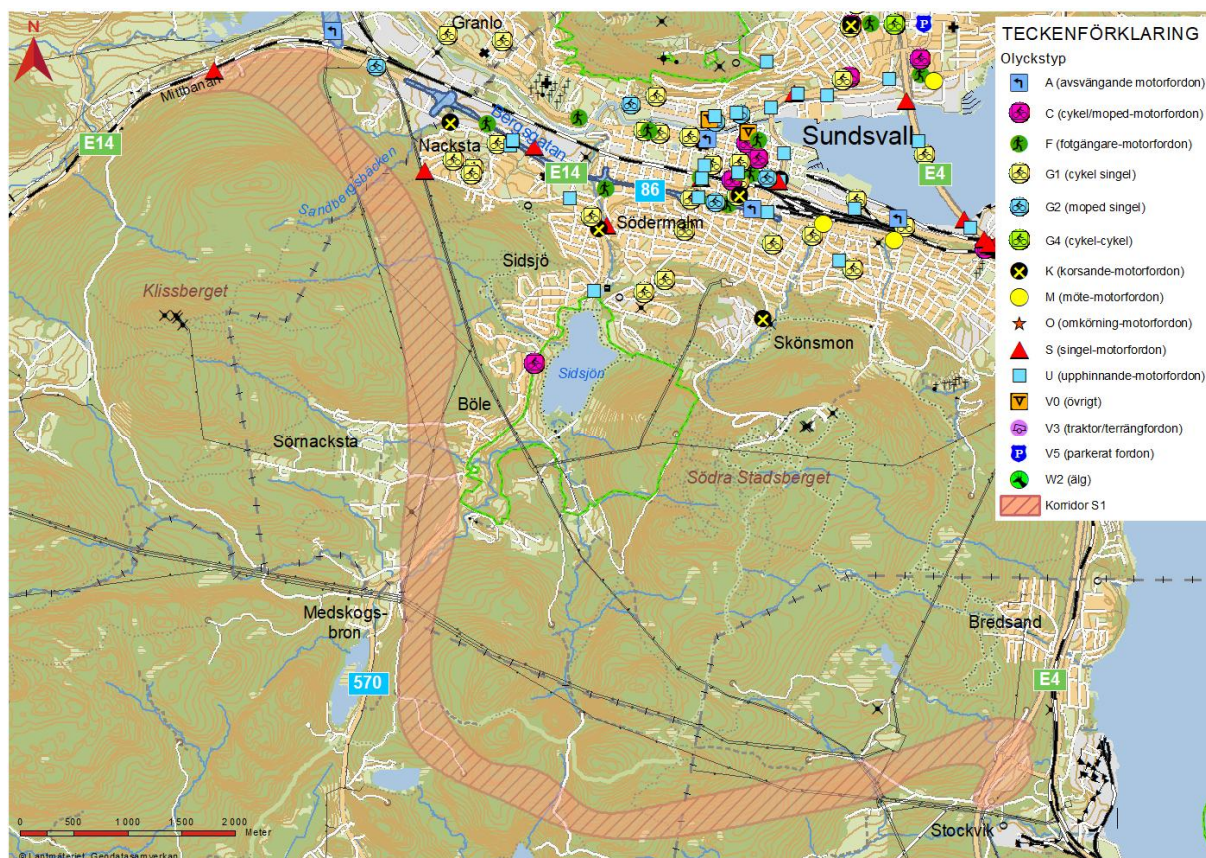 N
Granlo
Mittbanan
E14
Nacksta
Bergsgatan
E14
Sundsvall
E4
86
Sandbergsbäcken
Södermalm
Sidsjö
Klissberget
Skönsmon
Sidsjön
Böle
Sörnacksta
Södra Stadsberget
Medskogs-
bron
Bredsand
570
E4
Stockvik
0 500 1 000 1 500 2 000
Meter
© Lantmäteriet, Geodatasamverkan
TECKENFÖRKLARING
Olyckstyp
A (avsvängande motorfordon)
C (cykel/moped-motorfordon)
F (fotgängare-motorfordon)
G1 (cykel singel)
G2 (moped singel)
G4 (cykel-cykel)
K (korsande-motorfordon)
M (möte-motorfordon)
O (omkörning-motorfordon)
S (singel-motorfordon)
U (upphinnande-motorfordon)
V0 (övrigt)
V3 (traktor/terrängfordon)
P
V5 (parkerat fordon)
W2 (älg)
Korridor S1
P